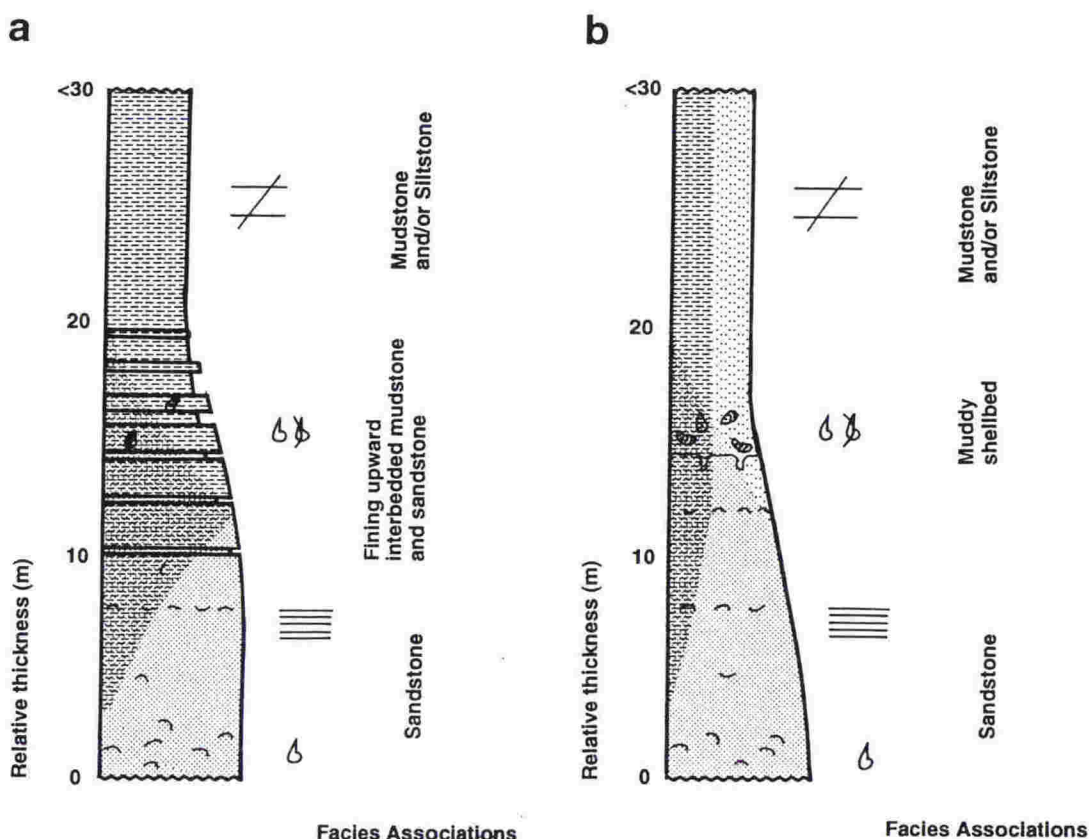 a
<30
20
10
0
Relative thickness (m)
Mudstone
and/or Siltstone
Fining upward
interbedded mudstone
and sandstone
Sandstone
Facies Associations
b
<30
20
10
0
Relative thickness (m)
Mudstone
and/or Siltstone
Muddy
shellbed
Sandstone
Facies Associations